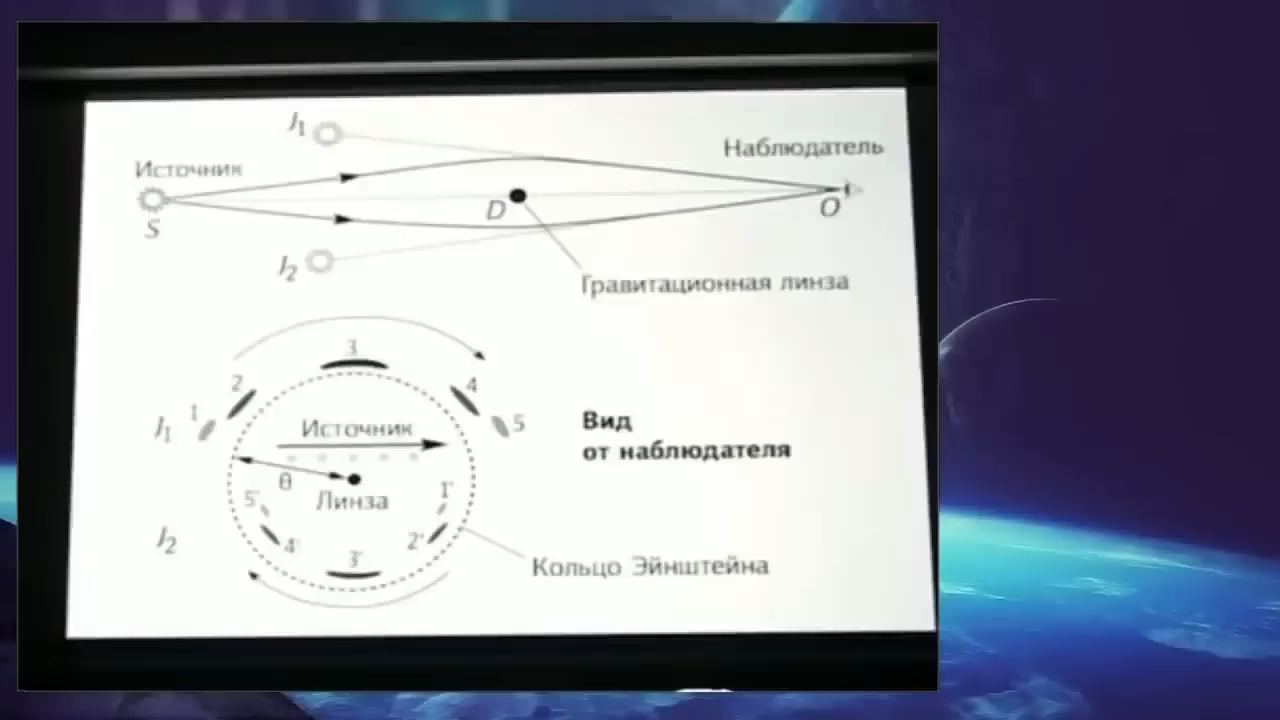 J1
Источник
Наблюдатель
S
D
O
J2
Гравитационная линза
3
2
4
1
5
J1
Источник
Вид
от наблюдателя
θ
Линза
5'
1'
J2
4'
2'
3'
Кольцо Эйнштейна